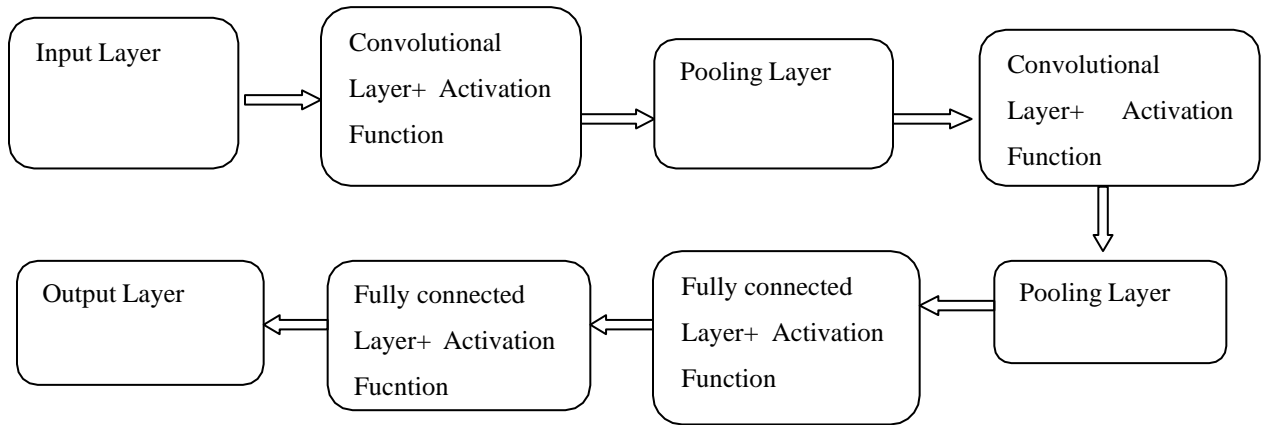 Input Layer
Convolutional
Layer+ Activation
Function
Pooling Layer
Convolutional
Layer+ Activation
Function
Pooling Layer
Fully connected
Layer+ Activation
Function
Fully connected
Layer+ Activation
Fucntion
Output Layer